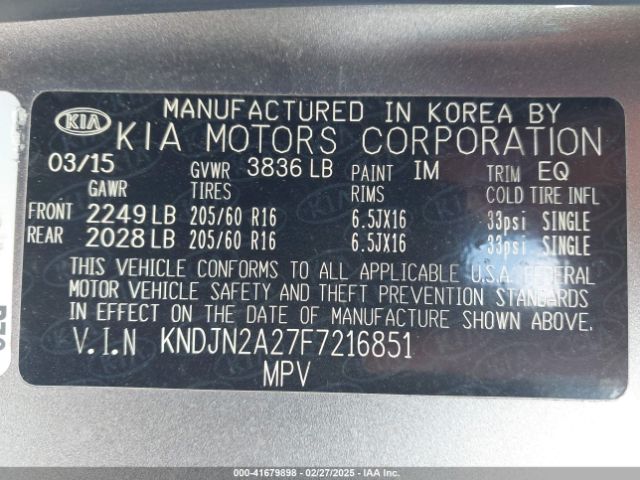 KIA
MANUFACTURED IN KOREA BY
KIA MOTORS CORPORATION
03/15 GVWR 3836 LB PAINT IM TRIM EQ
GAWR TIRES RIMS COLD TIRE INFL
FRONT 2249 LB 205/60 R16 6.5JX16 33psi SINGLE
REAR 2028 LB 205/60 R16 6.5JX16 33psi SINGLE
THIS VEHICLE CONFORMS TO ALL APPLICABLE U.S.A. FEDERAL
MOTOR VEHICLE SAFETY AND THEFT PREVENTION STANDARDS
IN EFFECT ON THE DATE OF MANUFACTURE SHOWN ABOVE.
V.I.N KNDJN2A27F7216851
MPV
000-41679898 - 02/27/2025 - IAA, Inc.